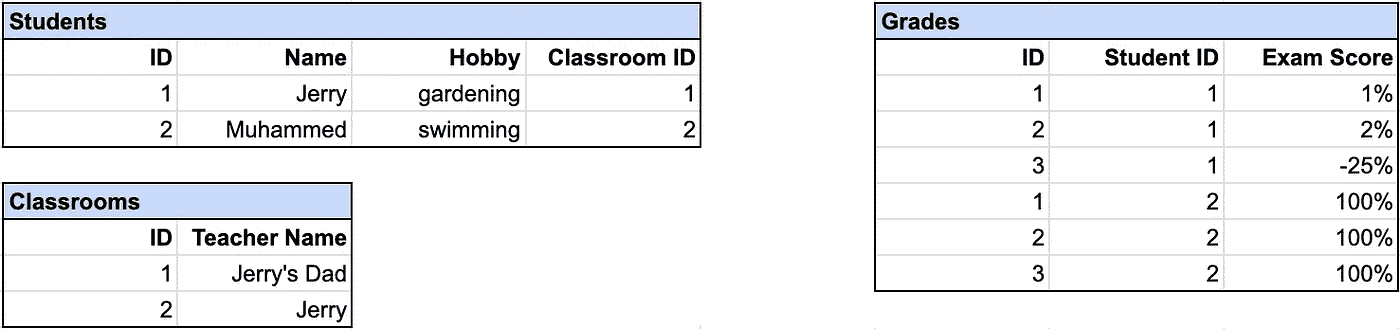 Students
ID Name Hobby Classroom ID
1 Jerry gardening 1
2 Muhammed swimming 2
Classrooms
ID Teacher Name
1 Jerry's Dad
2 Jerry
Grades
ID Student ID Exam Score
1 1 1%
2 1 2%
3 1 -25%
1 2 100%
2 2 100%
3 2 100%